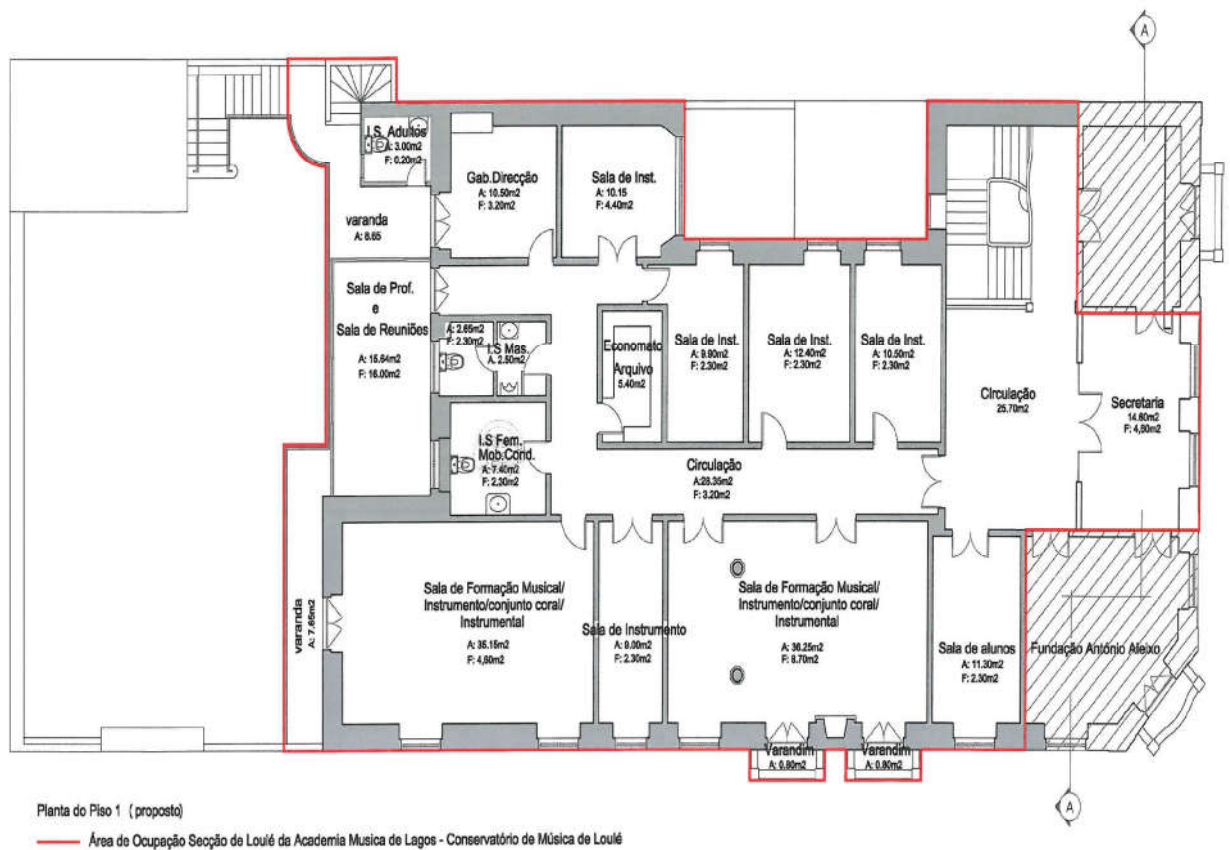 A
I.S. Adultos
A: 3.00m2
F: 0.20m2
Gab.Direcção
A: 10.50m2
F: 3.20m2
Sala de Inst.
A: 10.15
F: 4.40m2
varanda
A: 8.65
Sala de Prof.
e
Sala de Reuniões
A: 15.64m2
F: 16.00m2
A: 2.65m2
F: 2.30m2
I.S Mas.
A. 2.50m2
Economato
Arquivo
5.40m2
Sala de Inst.
A: 9.90m2
F: 2.30m2
Sala de Inst.
A: 12.40m2
F: 2.30m2
Sala de Inst.
A: 10.50m2
F: 2.30m2
Circulação
25.70m2
Secretaria
14.80m2
F: 4,60m2
I.S Fem.
Mob.Cond.
A: 7.40m2
F: 2.30m2
Circulação
A:28.35m2
F: 3.20m2
varanda
A: 7.66m2
Sala de Formação Musical/
Instrumento/conjunto coral/
Instrumental
A: 35.15m2
F: 4,60m2
Sala de Instrumento
A: 9.00m2
F: 2.30m2
Sala de Formação Musical/
Instrumento/conjunto coral/
Instrumental
A: 36.25m2
F: 8.70m2
Sala de alunos
A: 11.30m2
F: 2.30m2
Fundação António Aleixo
Varandim
A: 0.80m2
Varandim
A: 0.80m2
A
Planta do Piso 1 ( proposto)
Área de Ocupação Secção de Loulé da Academia Musica de Lagos - Conservatório de Música de Loulé